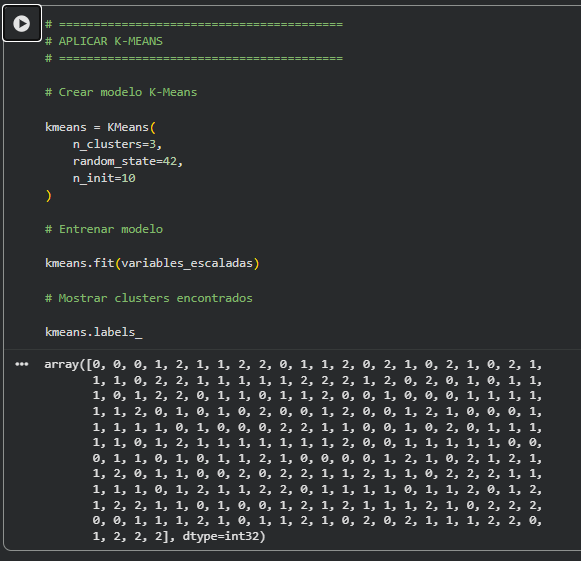 # =========================================
# APLICAR K-MEANS
# =========================================
# Crear modelo K-Means
kmeans = KMeans(
    n_clusters=3,
    random_state=42,
    n_init=10
)
# Entrenar modelo
kmeans.fit(variables_escaladas)
# Mostrar clusters encontrados
kmeans.labels_
array([0, 0, 0, 1, 2, 1, 1, 2, 2, 0, 1, 1, 2, 0, 2, 1, 0, 2, 1, 0, 2, 1,
       1, 1, 0, 2, 2, 1, 1, 1, 1, 1, 2, 2, 2, 1, 2, 0, 2, 0, 1, 0, 1, 1,
       1, 0, 1, 2, 2, 0, 1, 1, 0, 1, 1, 2, 0, 0, 1, 0, 0, 0, 1, 1, 1, 1,
       1, 1, 2, 0, 1, 0, 1, 0, 2, 0, 0, 1, 2, 0, 0, 1, 2, 1, 0, 0, 0, 1,
       1, 1, 1, 1, 0, 1, 0, 0, 0, 2, 2, 1, 1, 0, 0, 1, 0, 2, 0, 1, 1, 1,
       1, 1, 0, 1, 2, 1, 1, 1, 1, 1, 1, 2, 0, 0, 1, 1, 1, 1, 1, 0, 0,
       0, 1, 1, 0, 1, 0, 1, 1, 2, 1, 0, 0, 0, 0, 1, 2, 1, 0, 2, 1, 2, 1,
       1, 2, 0, 1, 1, 0, 0, 2, 0, 2, 2, 1, 1, 2, 1, 1, 0, 2, 2, 2, 1, 1,
       1, 1, 1, 0, 1, 2, 1, 1, 2, 2, 0, 1, 1, 1, 1, 0, 1, 1, 2, 0, 1, 2,
       1, 2, 2, 1, 1, 0, 1, 0, 0, 1, 2, 1, 2, 1, 1, 1, 2, 1, 0, 2, 2, 2,
       0, 0, 1, 1, 1, 2, 1, 0, 1, 1, 2, 1, 0, 2, 0, 2, 1, 1, 1, 2, 2, 0,
       1, 2, 2, 2], dtype=int32)